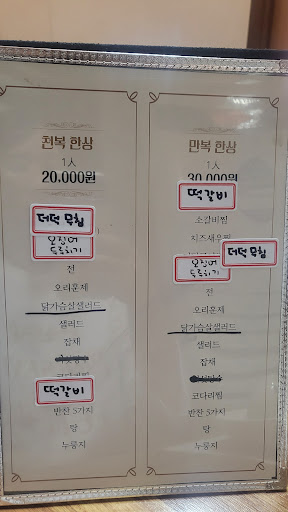 천복 한상
1人
20,000원
더덕 무침
오징어
두루치기
전
오리훈제
닭가슴살샐러드
샐러드
잡채
떡갈비
반찬 5가지
탕
누룽지
만복 한상
1人
30,000원
떡갈비
소갈비찜
치즈새우찜
더덕 무침
오징어
두루치기
전
오리훈제
닭가슴살샐러드
샐러드
잡채
코다리찜
반찬 5가지
탕
누룽지